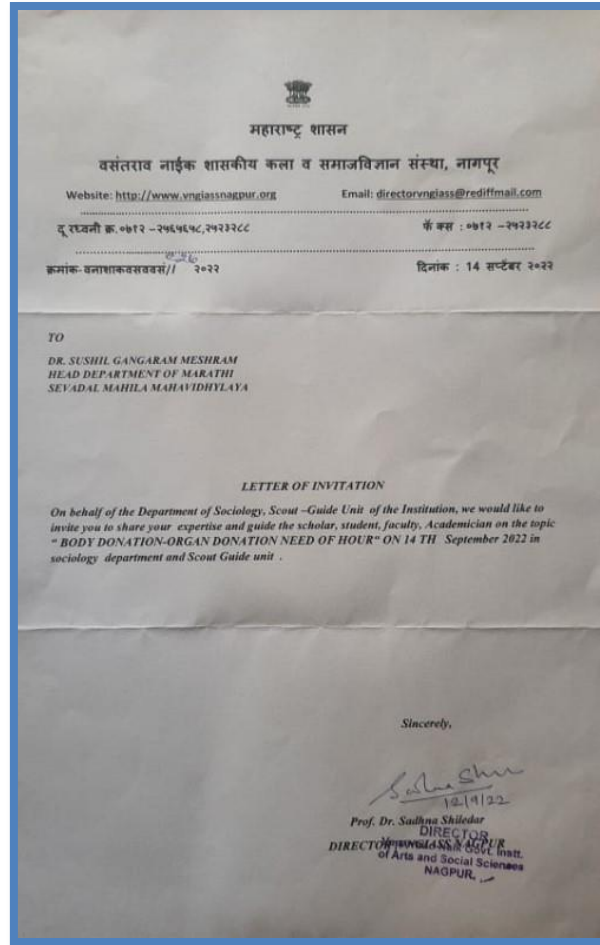 महाराष्ट्र शासन
वसंतराव नाईक शासकीय कला व समाजविज्ञान संस्था, नागपूर
Website: http://www.vngiassnagpur.org Email: directorvngiass@rediffmail.com
दू रध्वनी क्र.०७१२ –२५६५६५८,२५२३२८८ फॅ क्स : ०७१२ –२५२३२८८
क्रमांक-वनाशाकवसववसं// २०२२ दिनांक : 14 सप्टेंबर २०२२
TO
DR. SUSHIL GANGARAM MESHRAM
HEAD DEPARTMENT OF MARATHI
SEVADAL MAHILA MAHAVIDHYLAYA
LETTER OF INVITATION
On behalf of the Department of Sociology, Scout –Guide Unit of the Institution, we would like to
invite you to share your expertise and guide the scholar, student, faculty, Academician on the topic
“ BODY DONATION-ORGAN DONATION NEED OF HOUR“ ON 14 TH September 2022 in
sociology department and Scout Guide unit .
Sincerely,
12/9/22
Prof. Dr. Sadhna Shiledar
DIRECTOR
DIRECTOR VNGIASS NAGPUR
Naik Govt. Instt.
of Arts and Social Sciences
NAGPUR.